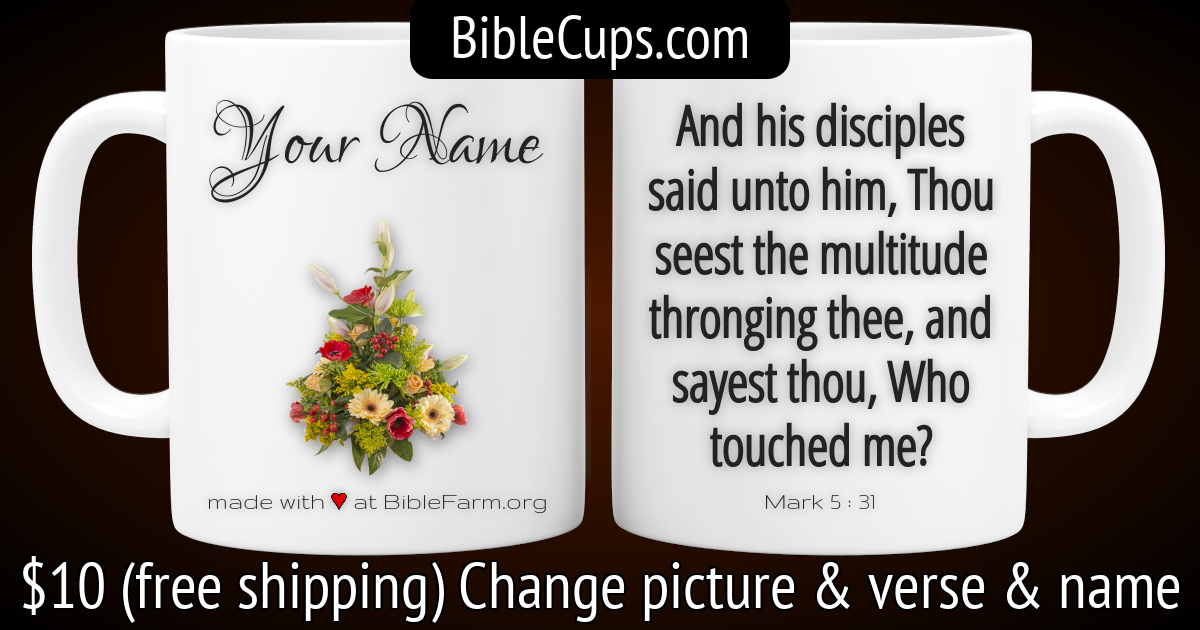 BibleCups.com
Your Name
made with ♥ at BibleFarm.org
And his disciples
said unto him, Thou
seest the multitude
thronging thee, and
sayest thou, Who
touched me?
Mark 5 : 31
$10 (free shipping) Change picture & verse & name